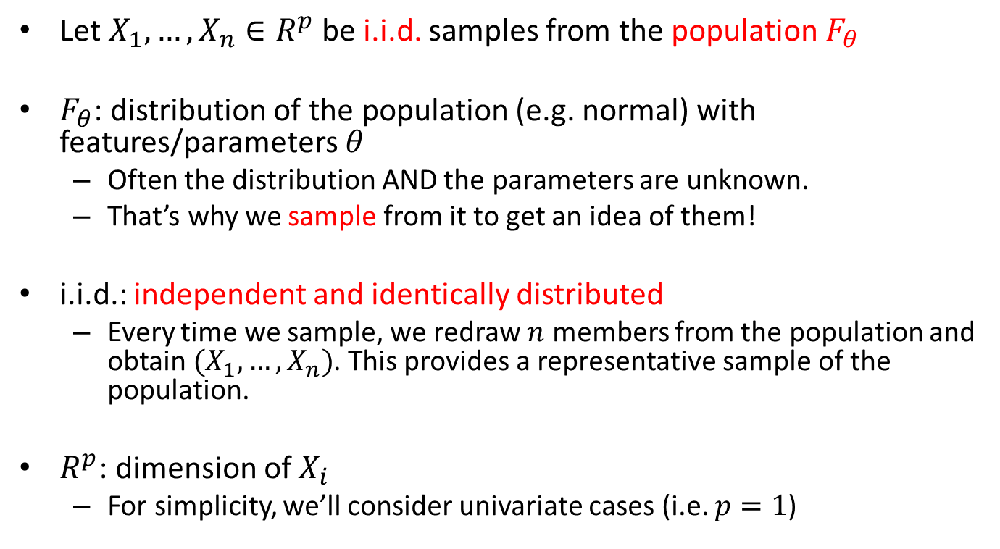 • Let $X_1, \ldots, X_n \in R^p$ be i.i.d. samples from the population $F_\theta$
• $F_\theta$: distribution of the population (e.g. normal) with
features/parameters $\theta$
– Often the distribution AND the parameters are unknown.
– That's why we sample from it to get an idea of them!
• i.i.d.: independent and identically distributed
– Every time we sample, we redraw $n$ members from the population and
obtain $(X_1, \ldots, X_n)$. This provides a representative sample of the
population.
• $R^p$: dimension of $X_i$
– For simplicity, we'll consider univariate cases (i.e. $p = 1$)